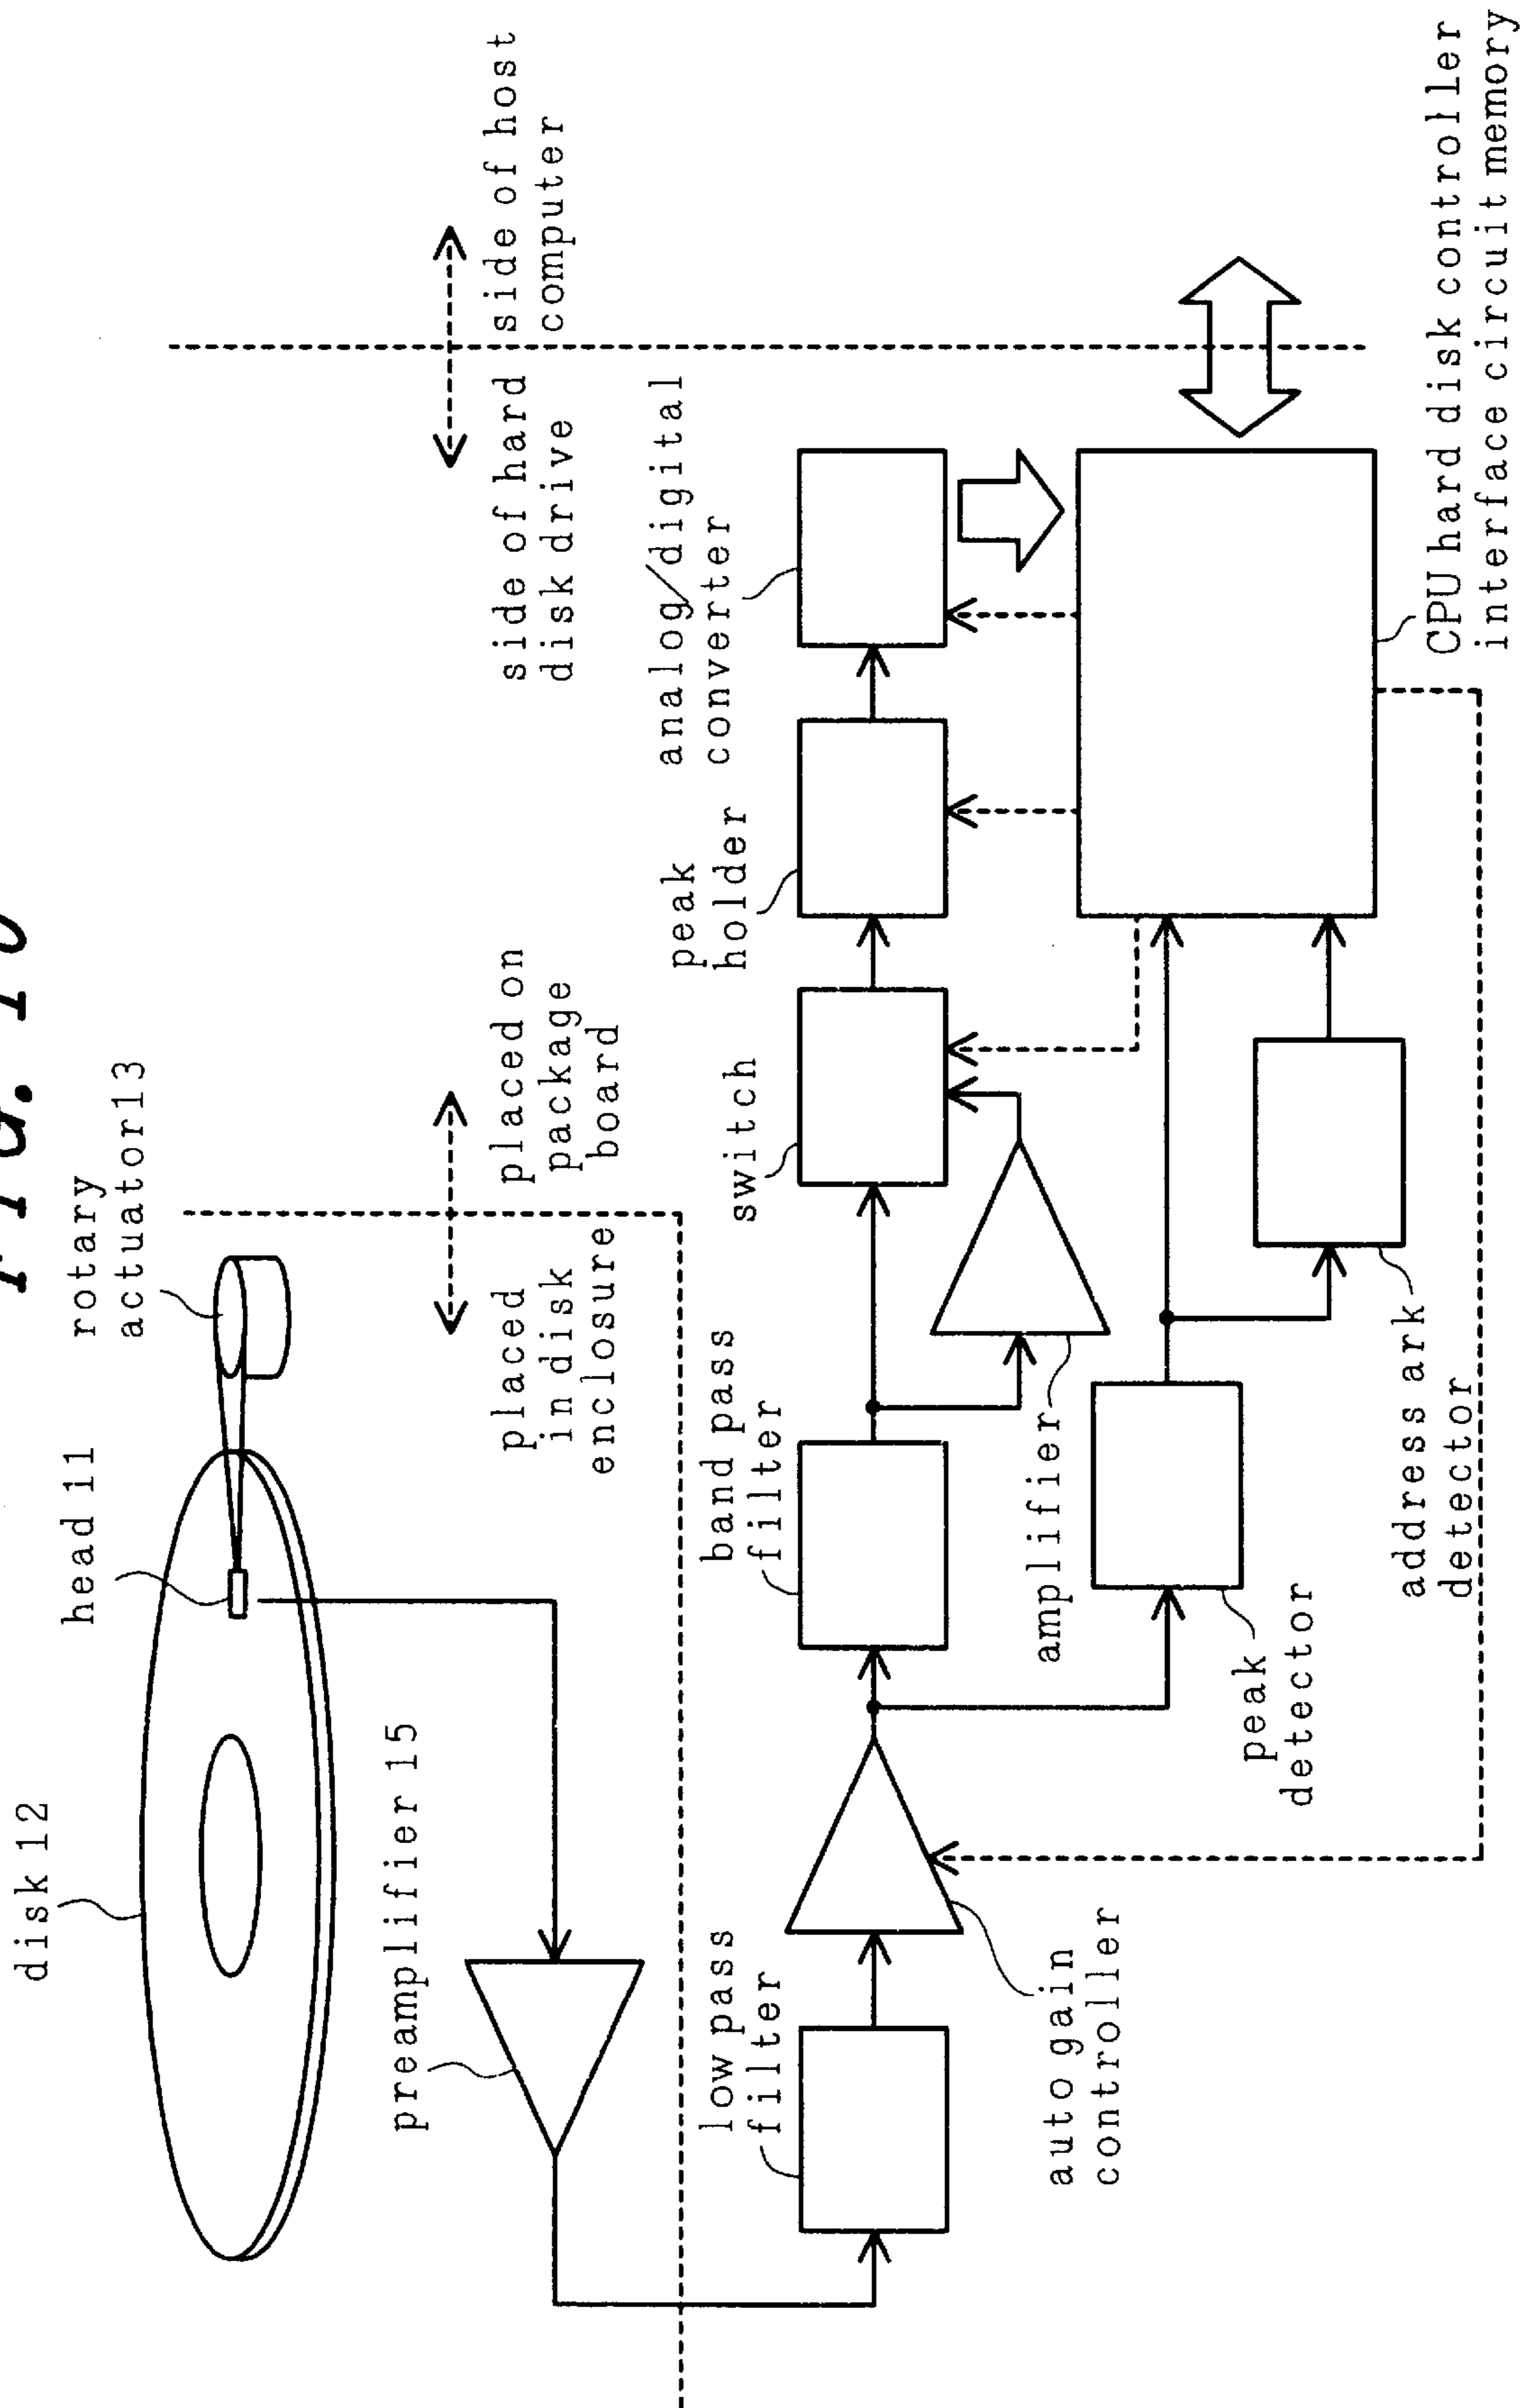 FIG.
disk 12
head 11
rotary
actuator 13
preamplifier 15
placed
in disk
enclosure
placed on
package
board
side of hard
disk drive
side of host
computer
low pass
filter
auto gain
controller
band pass
filter
amplifier
switch
peak
holder
analog/digital
converter
peak
detector
address ark
detector
CPU hard disk controller
interface circuit memory